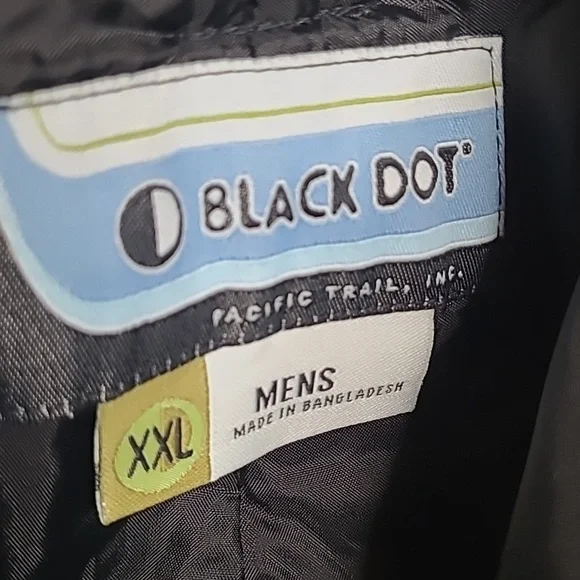 BLACK DOT®
PACIFIC TRAIL, INC.
XXL
MENS
MADE IN BANGLADESH